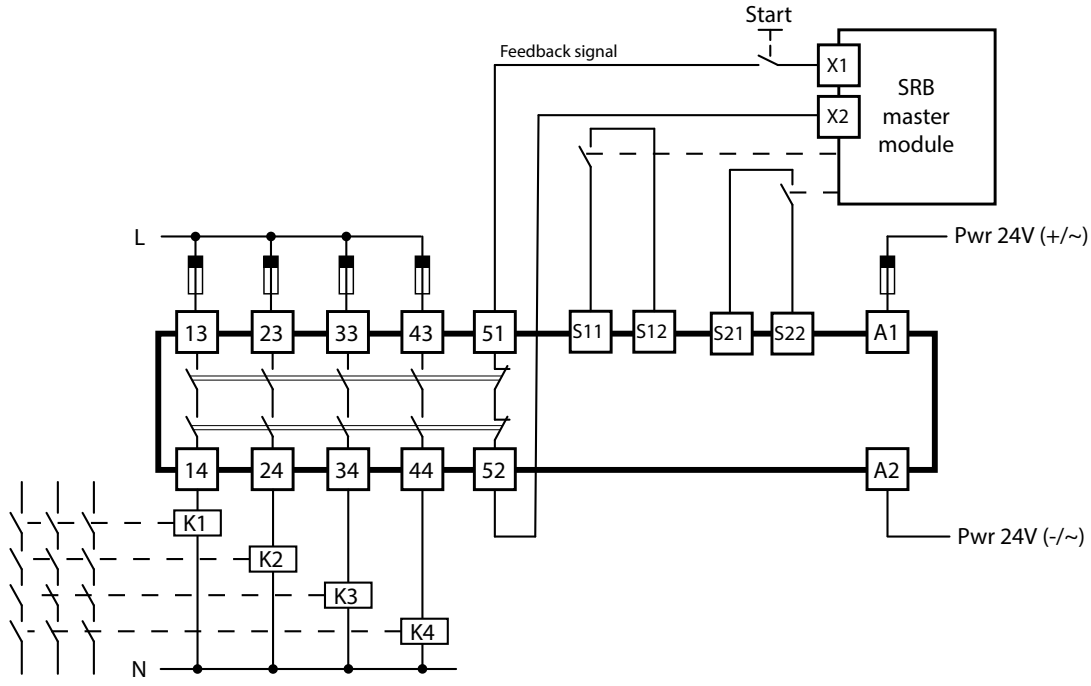 Start
Feedback signal
X1
X2
SRB
master
module
L
Pwr 24V (+/~)
13
23
33
43
51
S11
S12
S21
S22
A1
14
24
34
44
52
A2
K1
K2
K3
K4
Pwr 24V (-/~)
N